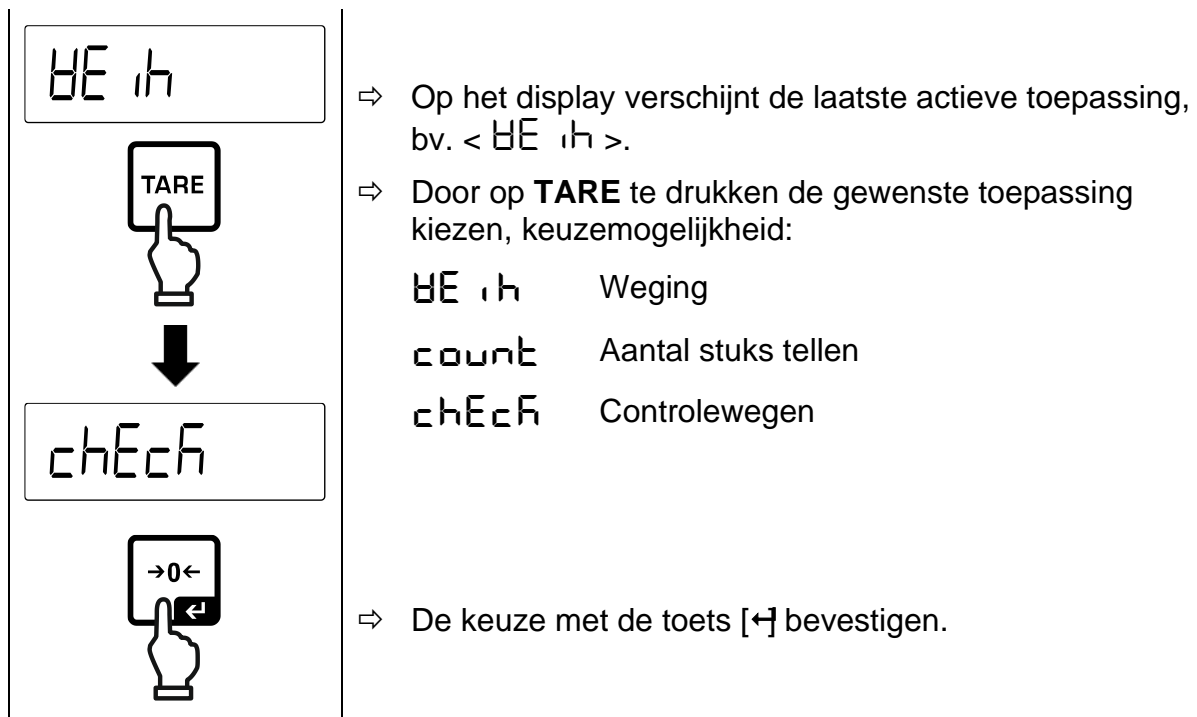 WEih
⇨ Op het display verschijnt de laatste actieve toepassing,
bv. < WEih >.
TARE
⇨ Door op TARE te drukken de gewenste toepassing
kiezen, keuzemogelijkheid:
WEih Weging
count Aantal stuks tellen
chEck Controlewegen
chEck
→0←
↵
⇨ De keuze met de toets [↵] bevestigen.